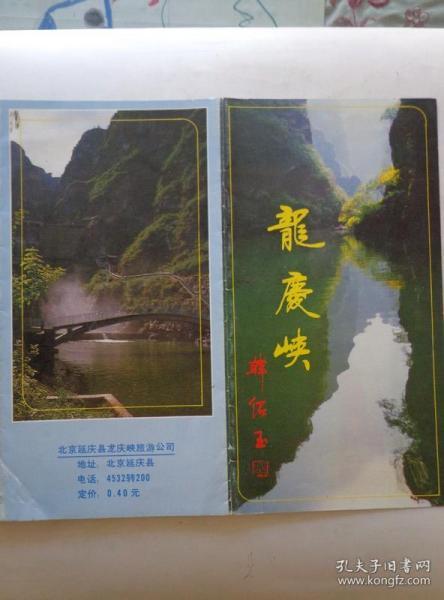 龍慶峡
韩伯玉
北京延庆县龙庆峡旅游公司
地址：北京延庆县
电话：4532转200
定价：0.40元
孔夫子旧书网
www.kongfz.com